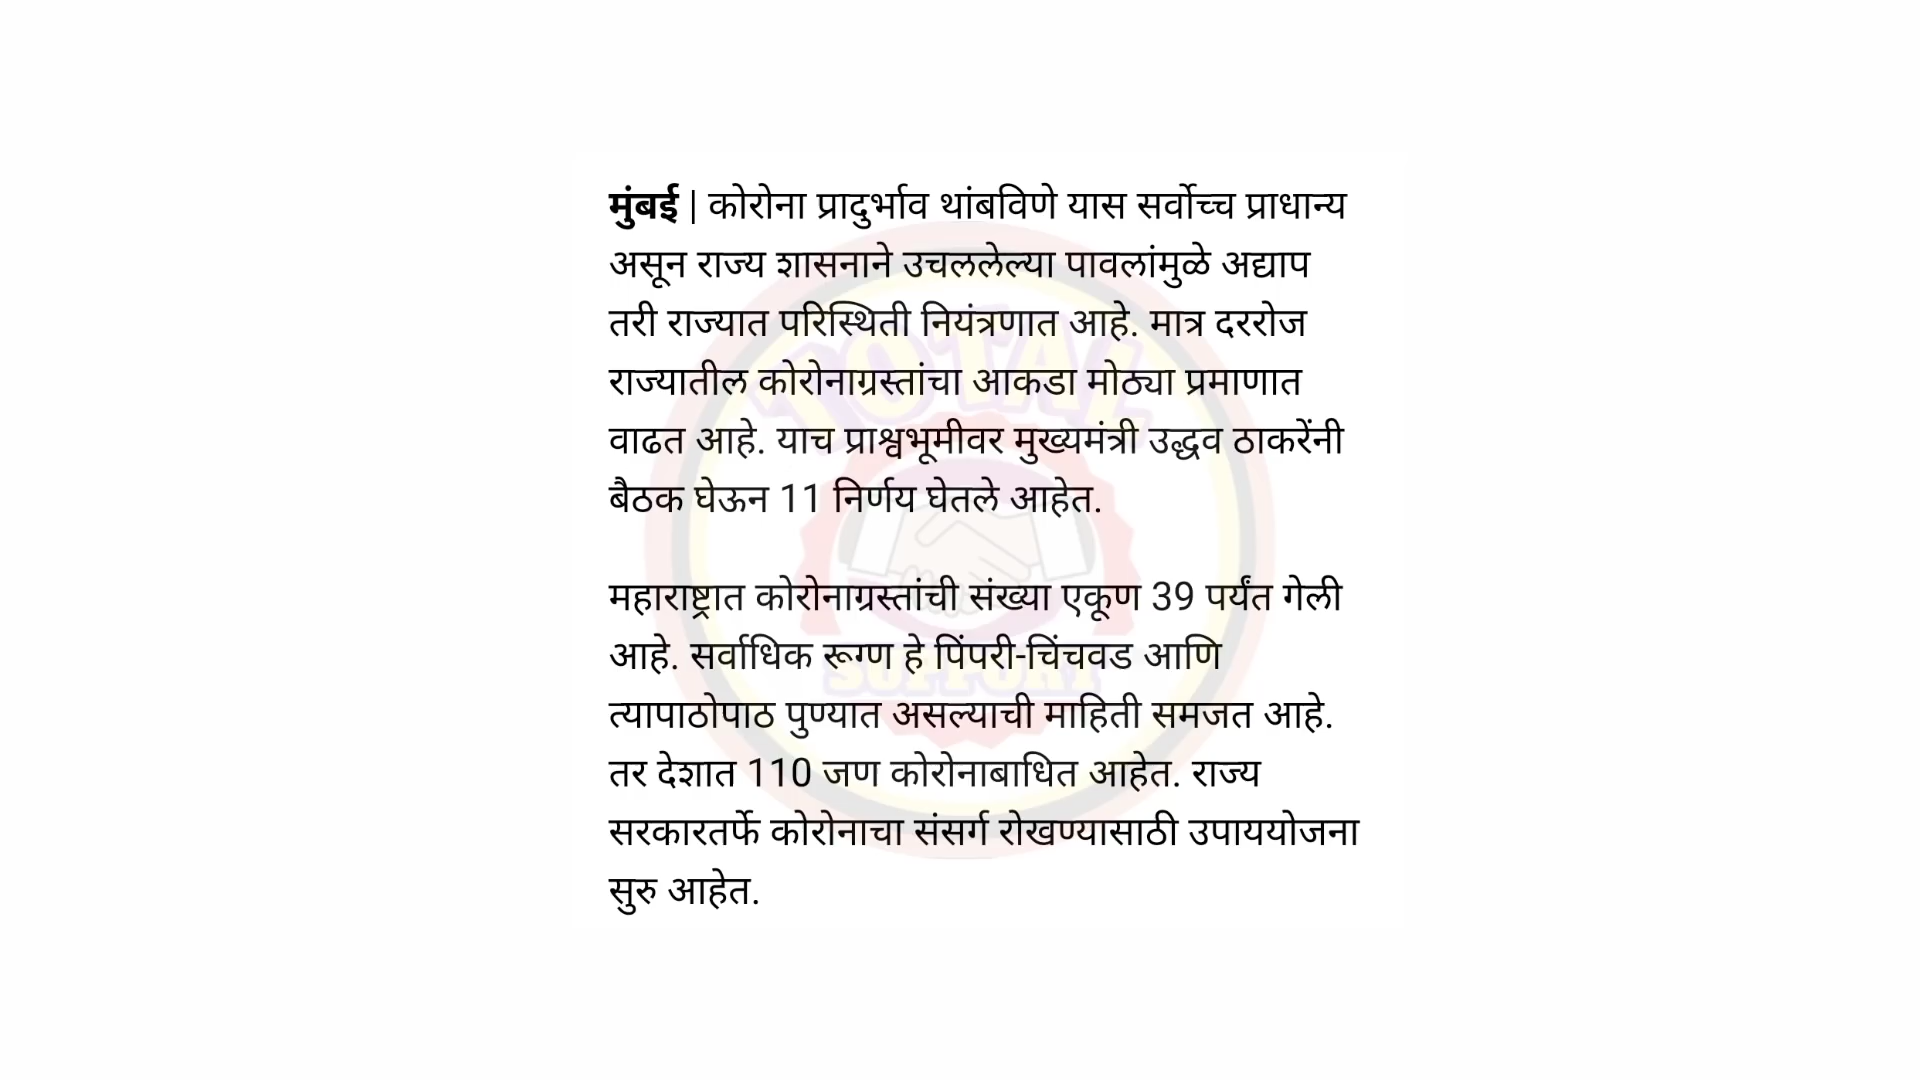 मुंबई | कोरोना प्रादुर्भाव थांबविणे यास सर्वोच्च प्राधान्य
असून राज्य शासनाने उचललेल्या पावलांमुळे अद्याप
तरी राज्यात परिस्थिती नियंत्रणात आहे. मात्र दररोज
राज्यातील कोरोनाग्रस्तांचा आकडा मोठ्या प्रमाणात
वाढत आहे. याच प्राश्वभूमीवर मुख्यमंत्री उद्धव ठाकरेंनी
बैठक घेऊन 11 निर्णय घेतले आहेत.
महाराष्ट्रात कोरोनाग्रस्तांची संख्या एकूण 39 पर्यंत गेली
आहे. सर्वाधिक रूग्ण हे पिंपरी-चिंचवड आणि
त्यापाठोपाठ पुण्यात असल्याची माहिती समजत आहे.
तर देशात 110 जण कोरोनाबाधित आहेत. राज्य
सरकारतर्फे कोरोनाचा संसर्ग रोखण्यासाठी उपाययोजना
सुरु आहेत.
TOTAL
SUPPORT